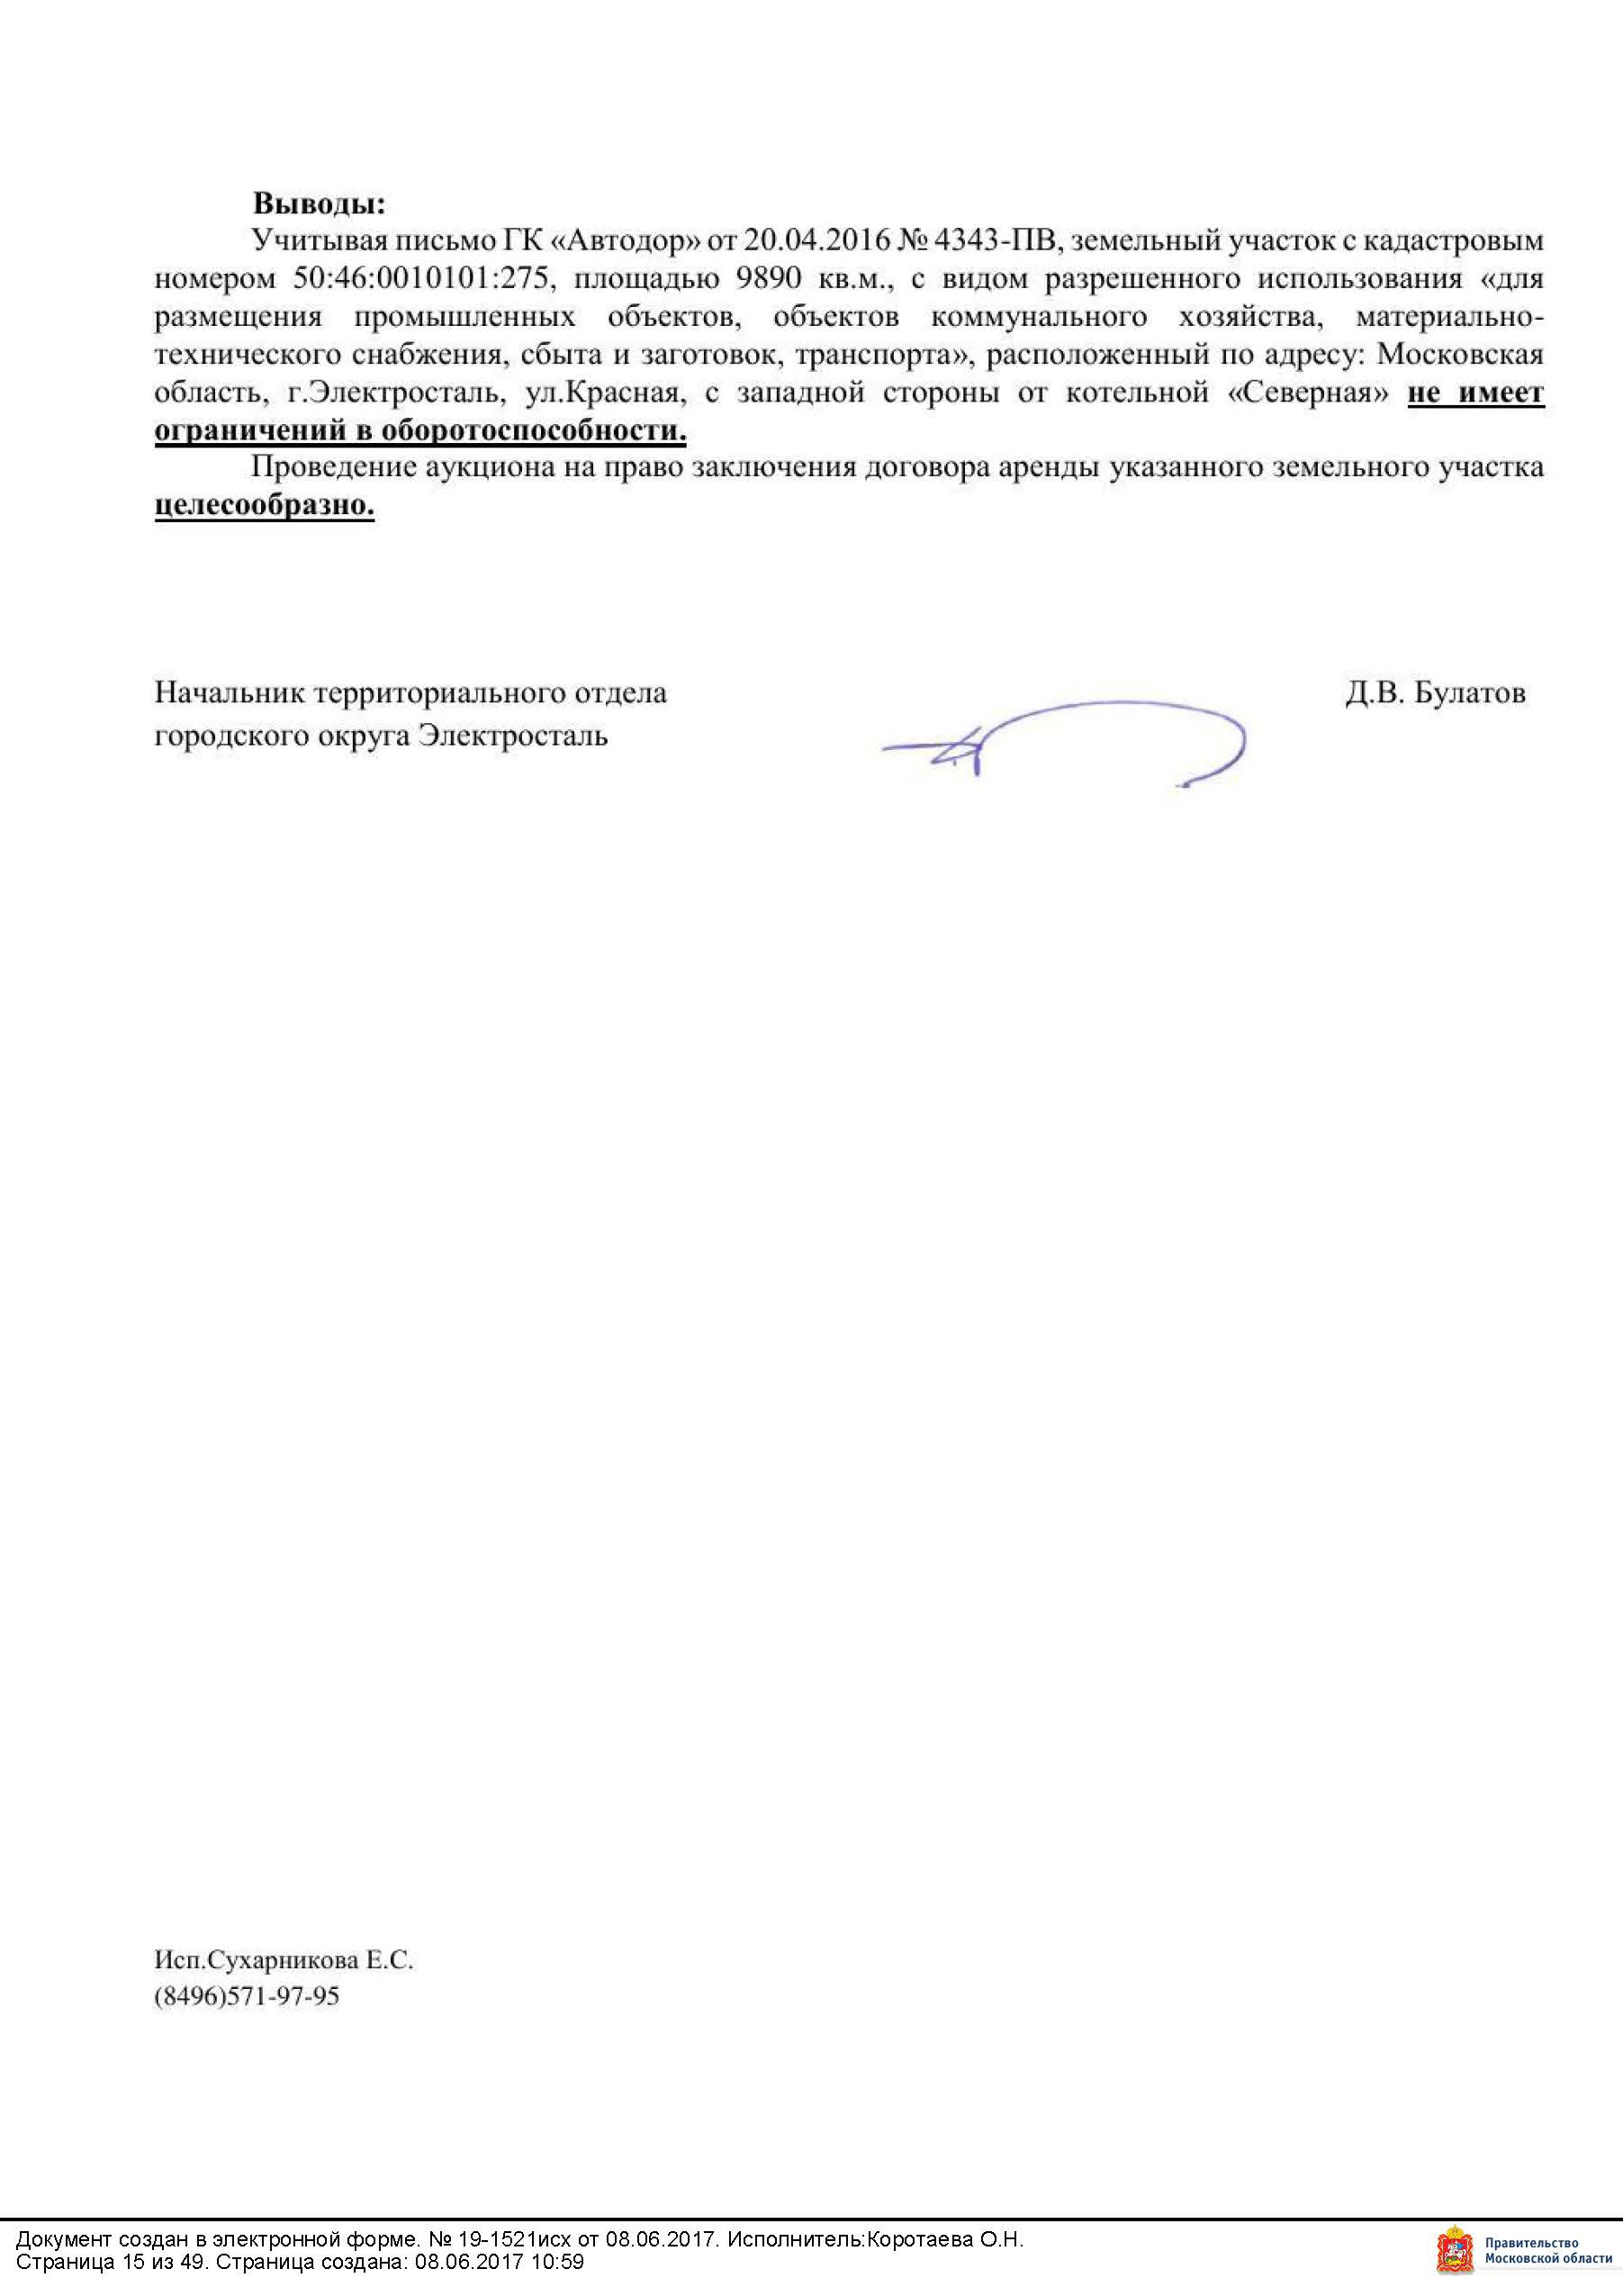 Выводы:
Учитывая письмо ГК «Автодор» от 20.04.2016 № 4343-ПВ, земельный участок с кадастровым
номером 50:46:0010101:275, площадью 9890 кв.м., с видом разрешенного использования «для
размещения промышленных объектов, объектов коммунального хозяйства, материально-
технического снабжения, сбыта и заготовок, транспорта», расположенный по адресу: Московская
область, г.Электросталь, ул.Красная, с западной стороны от котельной «Северная» не имеет
ограничений в оборотоспособности.
Проведение аукциона на право заключения договора аренды указанного земельного участка
целесообразно.
Начальник территориального отдела
городского округа Электросталь
Д.В. Булатов
Исп.Сухарникова Е.С.
(8496)571-97-95
Документ создан в электронной форме. № 19-1521исх от 08.06.2017. Исполнитель:Коротаева О.Н.
Страница 15 из 49. Страница создана: 08.06.2017 10:59
Правительство
Московской области